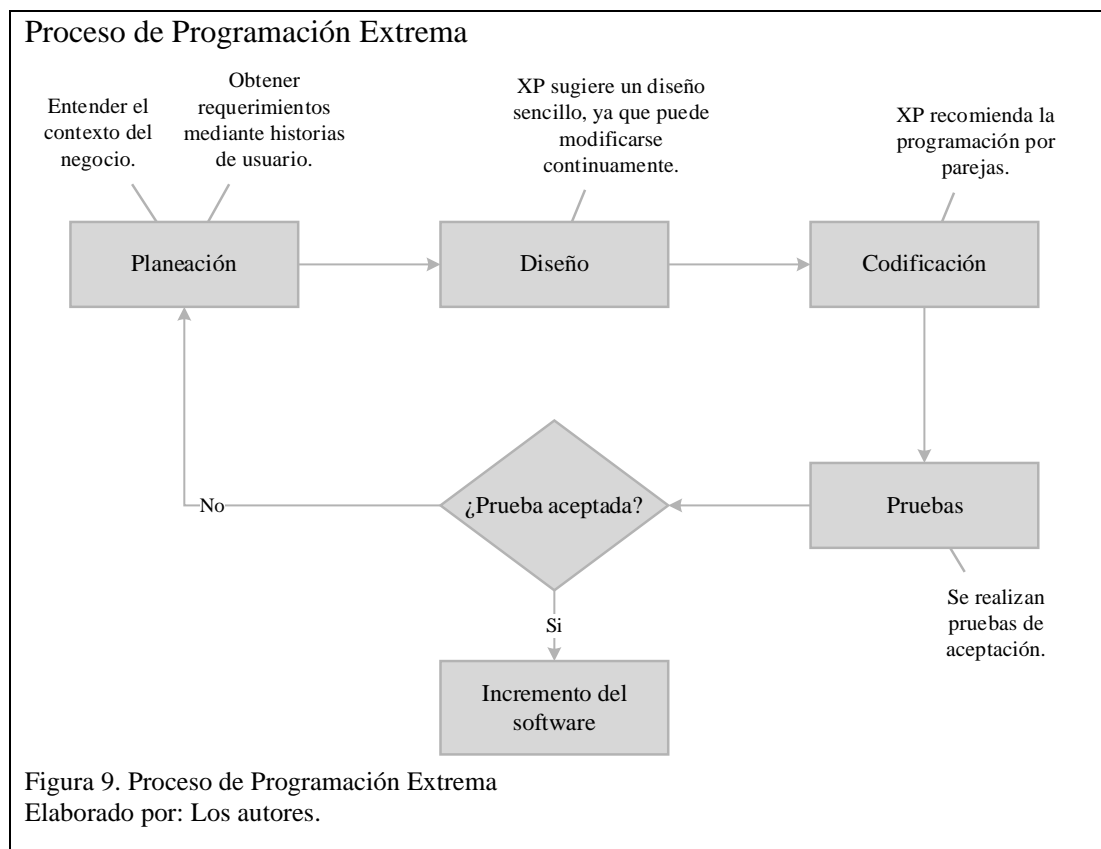 Proceso de Programación Extrema
Entender el
contexto del
negocio.
Obtener
requerimientos
mediante historias
de usuario.
XP sugiere un diseño
sencillo, ya que puede
modificarse
continuamente.
XP recomienda la
programación por
parejas.
Planeación
Diseño
Codificación
No
¿Prueba aceptada?
Pruebas
Se realizan
pruebas de
aceptación.
Si
Incremento del
software
Figura 9. Proceso de Programación Extrema
Elaborado por: Los autores.